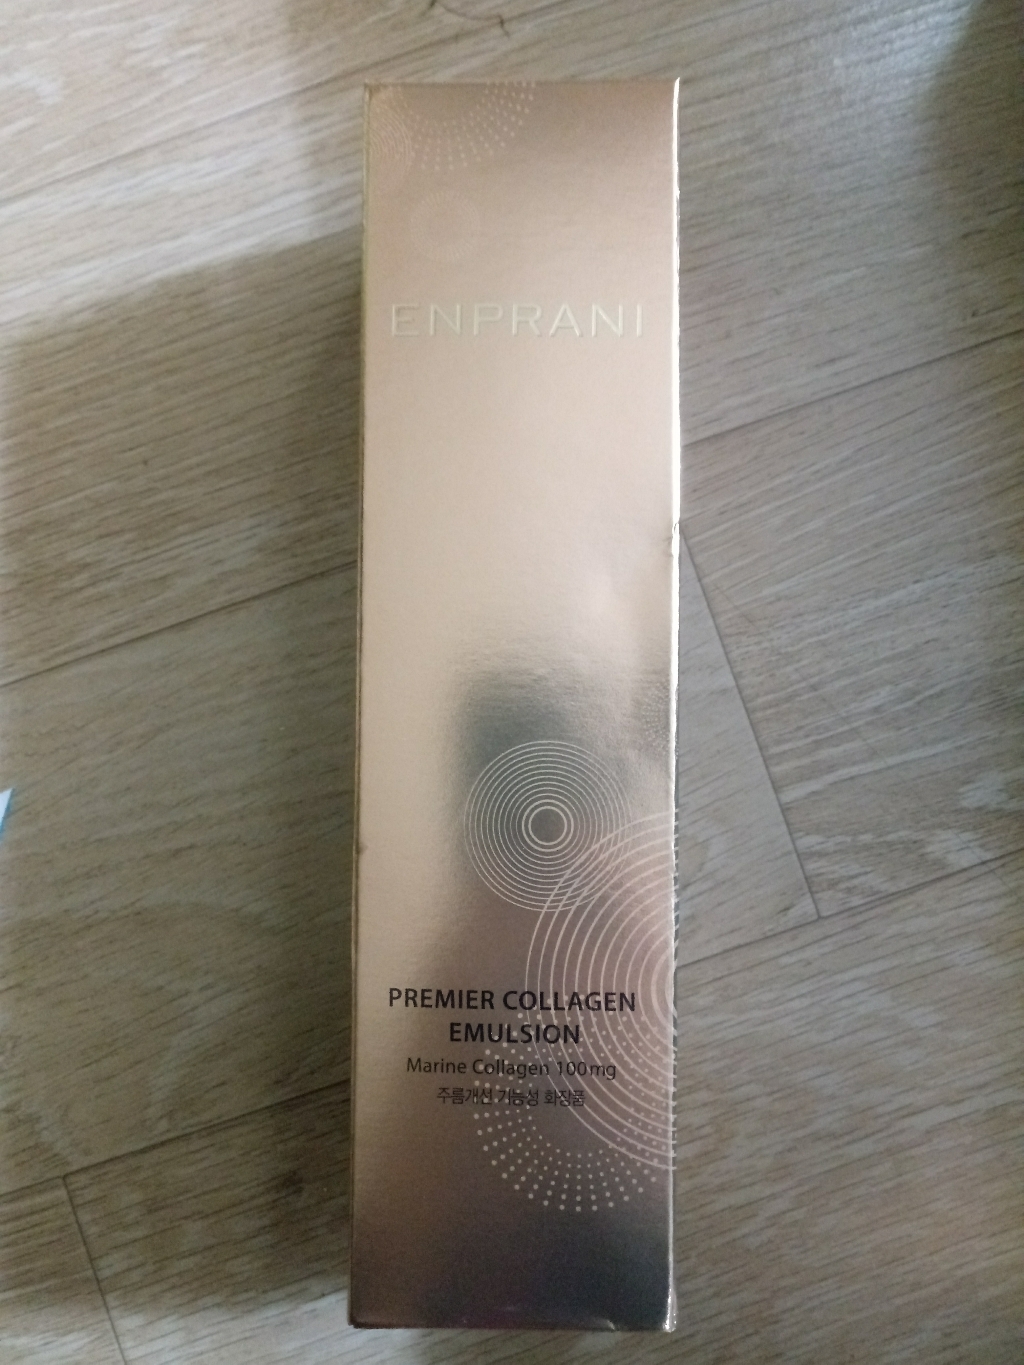 ENPRANI
PREMIER COLLAGEN
EMULSION
Marine Collagen 100mg
주름개선 기능성 화장품